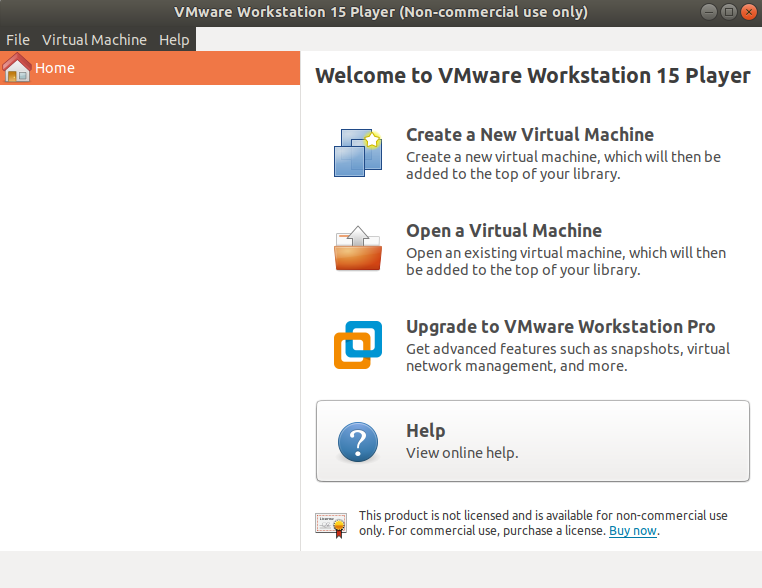 VMware Workstation 15 Player (Non-commercial use only)
File Virtual Machine Help
Home
Welcome to VMware Workstation 15 Player
Create a New Virtual Machine
Create a new virtual machine, which will then be
added to the top of your library.
Open a Virtual Machine
Open an existing virtual machine, which will then
be added to the top of your library.
Upgrade to VMware Workstation Pro
Get advanced features such as snapshots, virtual
network management, and more.
Help
View online help.
This product is not licensed and is available for non-commercial use
only. For commercial use, purchase a license. Buy now.